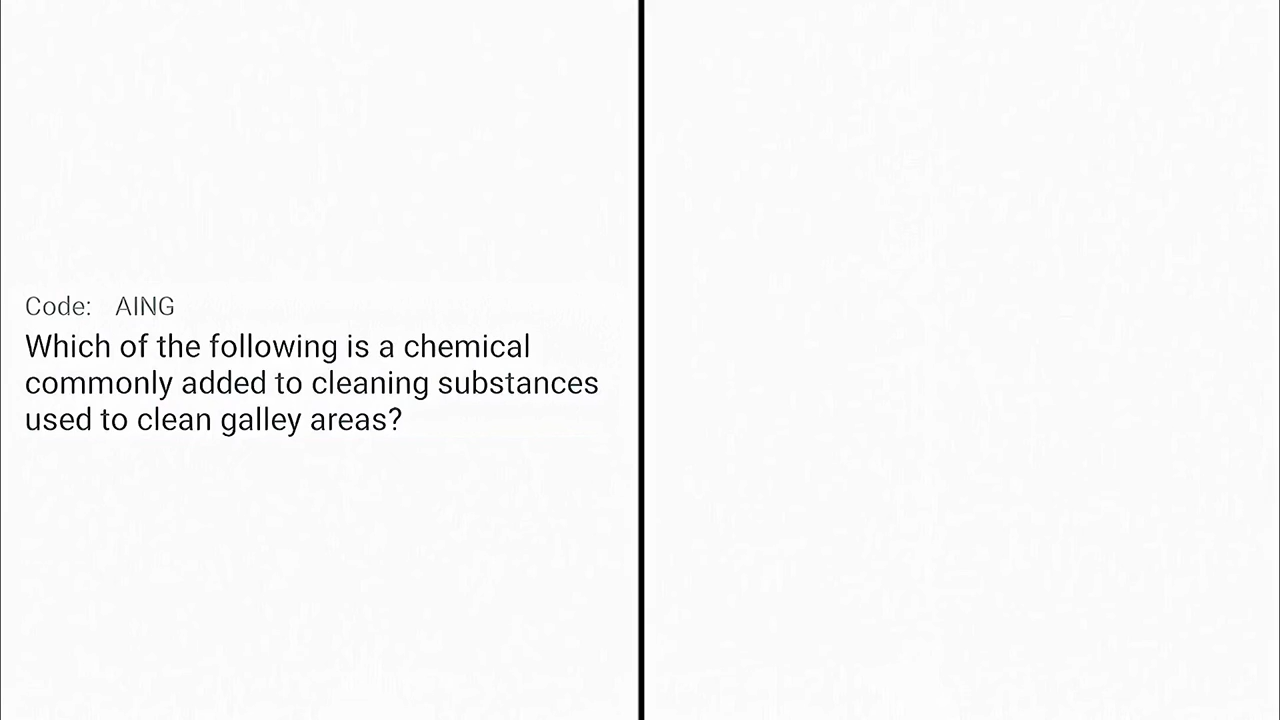 Code: AING
Which of the following is a chemical
commonly added to cleaning substances
used to clean galley areas?